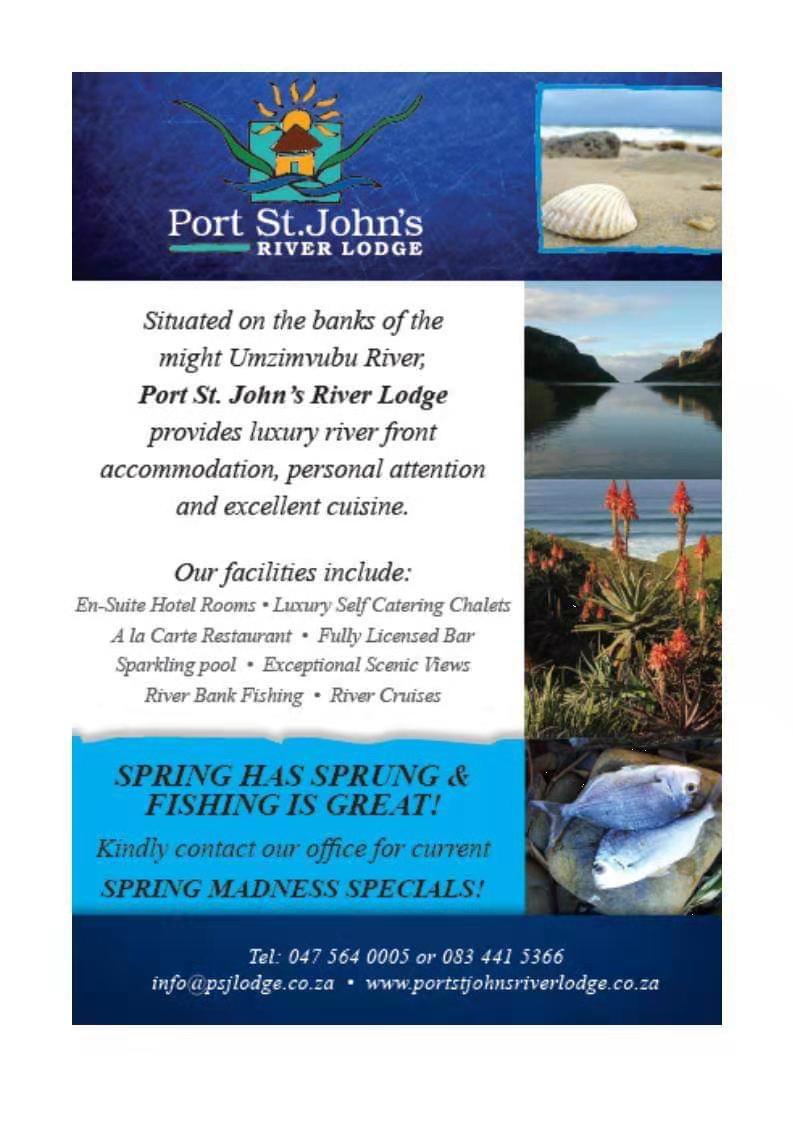 Port St.John's
RIVER LODGE
Situated on the banks of the
might Umzimvubu River,
Port St. John's River Lodge
provides luxury river front
accommodation, personal attention
and excellent cuisine.
Our facilities include:
En-Suite Hotel Rooms • Luxury Self Catering Chalets
A la Carte Restaurant • Fully Licensed Bar
Sparkling pool • Exceptional Scenic Views
River Bank Fishing • River Cruises
SPRING HAS SPRUNG &
FISHING IS GREAT!
Kindly contact our office for current
SPRING MADNESS SPECIALS!
Tel: 047 564 0005 or 083 441 5366
info@psjlodge.co.za • www.portstjohnsriverlodge.co.za